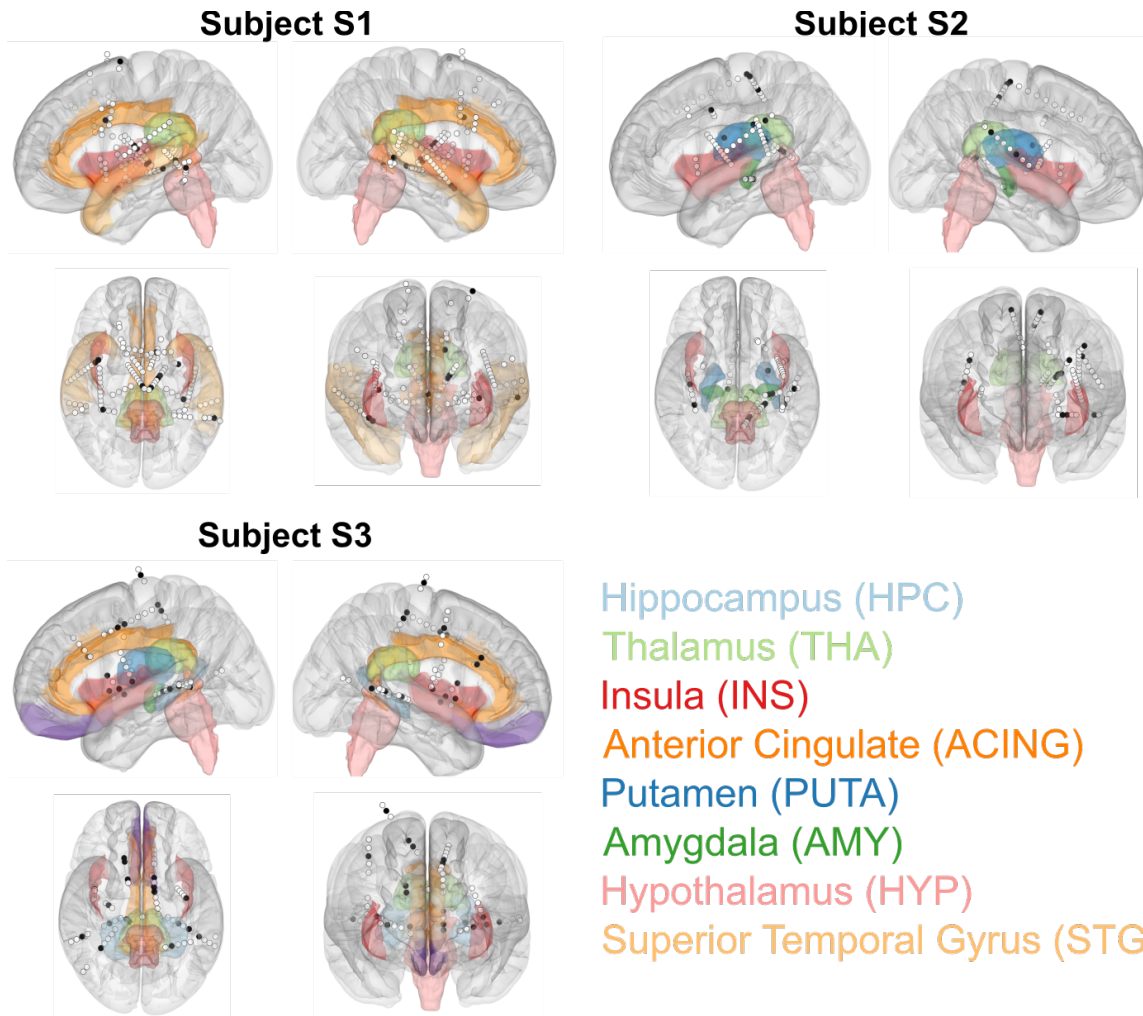 Subject S1
Subject S2
Subject S3
Hippocampus (HPC)
Thalamus (THA)
Insula (INS)
Anterior Cingulate (ACING)
Putamen (PUTA)
Amygdala (AMY)
Hypothalamus (HYP)
Superior Temporal Gyrus (STG